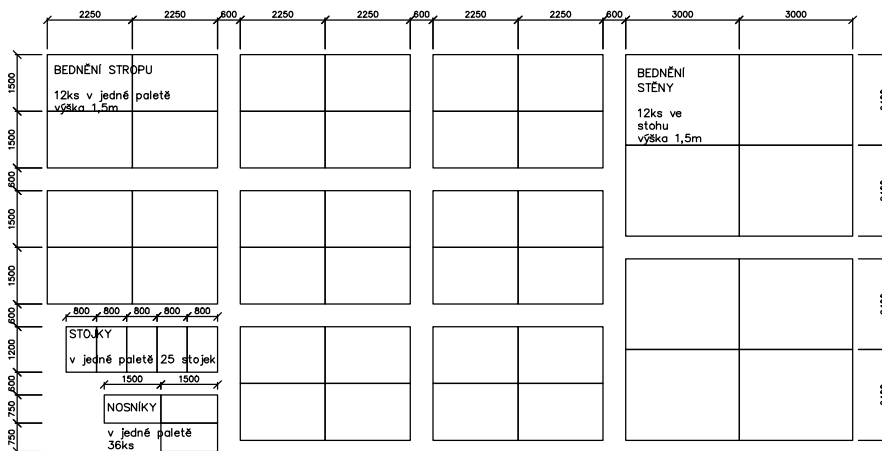 2250 2250 600 2250 2250 600 2250 2250 600 3000 3000
BEDNĚNÍ STROPU
12ks v jedné paletě
výška 1,5m
BEDNĚNÍ
STĚNY
12ks ve
stohu
výška 1,5m
1500
1500
600
1500
1500
600
1200
600
750
750
800 800 800 800 800
STOJKY
v jedné paletě 25 stojek
1500 1500
NOSNÍKY
v jedné paletě
36ks